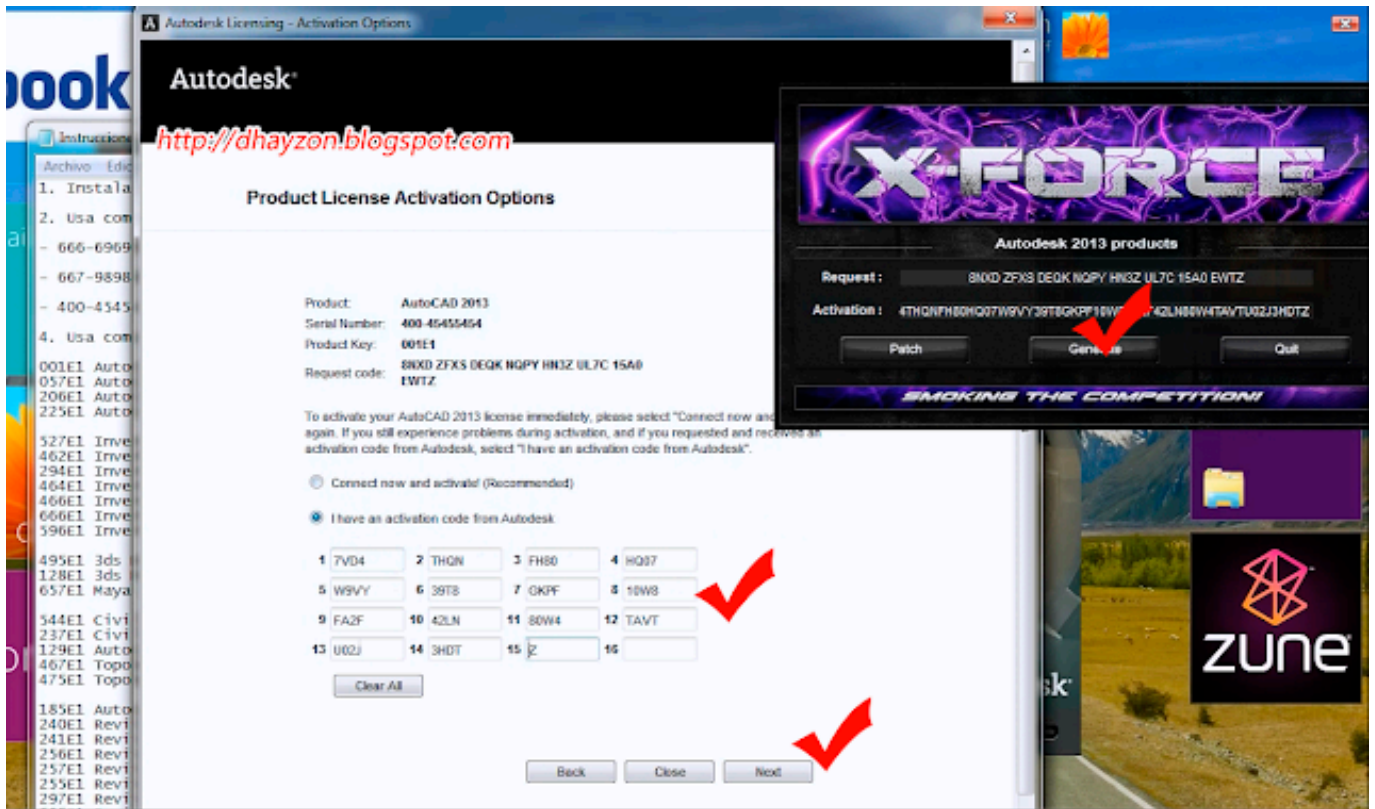 Autodesk Licensing - Activation Options
Autodesk
book
http://dhayzon.blogspot.com
Product License Activation Options
Product: AutoCAD 2013
Serial Number: 400-45455454
Product Key: 001E1
Request code: 8NXD ZFXS DEQK NQPY HN3Z UL7C 15A0
EWTZ
To activate your AutoCAD 2013 license immediately, please select "Connect now and
again. If you still experience problems during activation, and if you requested and received an
activation code from Autodesk, select "I have an activation code from Autodesk".
Connect now and activate! (Recommended)
I have an activation code from Autodesk
1 7VD4 2 THQN 3 FH80 4 HQ07
5 W9VY 6 39T8 7 GKPF 8 10W8
9 FA2F 10 42LN 11 80W4 12 TAVT
13 U02J 14 3HDT 15 Z 16
Clear All
Back Close Next
Instruccione
Archivo Edic
1. Instala
2. Usa com
- 666-6969
- 667-9898
- 400-4545
4. Usa com
001E1 Auto
057E1 Auto
206E1 Auto
225E1 Auto
527E1 Inve
462E1 Inve
294E1 Inve
464E1 Inve
466E1 Inve
666E1 Inve
596E1 Inve
495E1 3ds
128E1 3ds
657E1 Maya
544E1 Civi
237E1 Civi
129E1 Auto
467E1 Topo
475E1 Topo
185E1 Auto
240E1 Revi
241E1 Revi
256E1 Revi
257E1 Revi
255E1 Revi
297E1 Revi
X-FORCE
Autodesk 2013 products
Request : 8NXD ZFXS DEQK NQPY HN3Z UL7C 15A0 EWTZ
Activation :
Patch Generate Quit
SMOKING THE COMPETITION!
zune